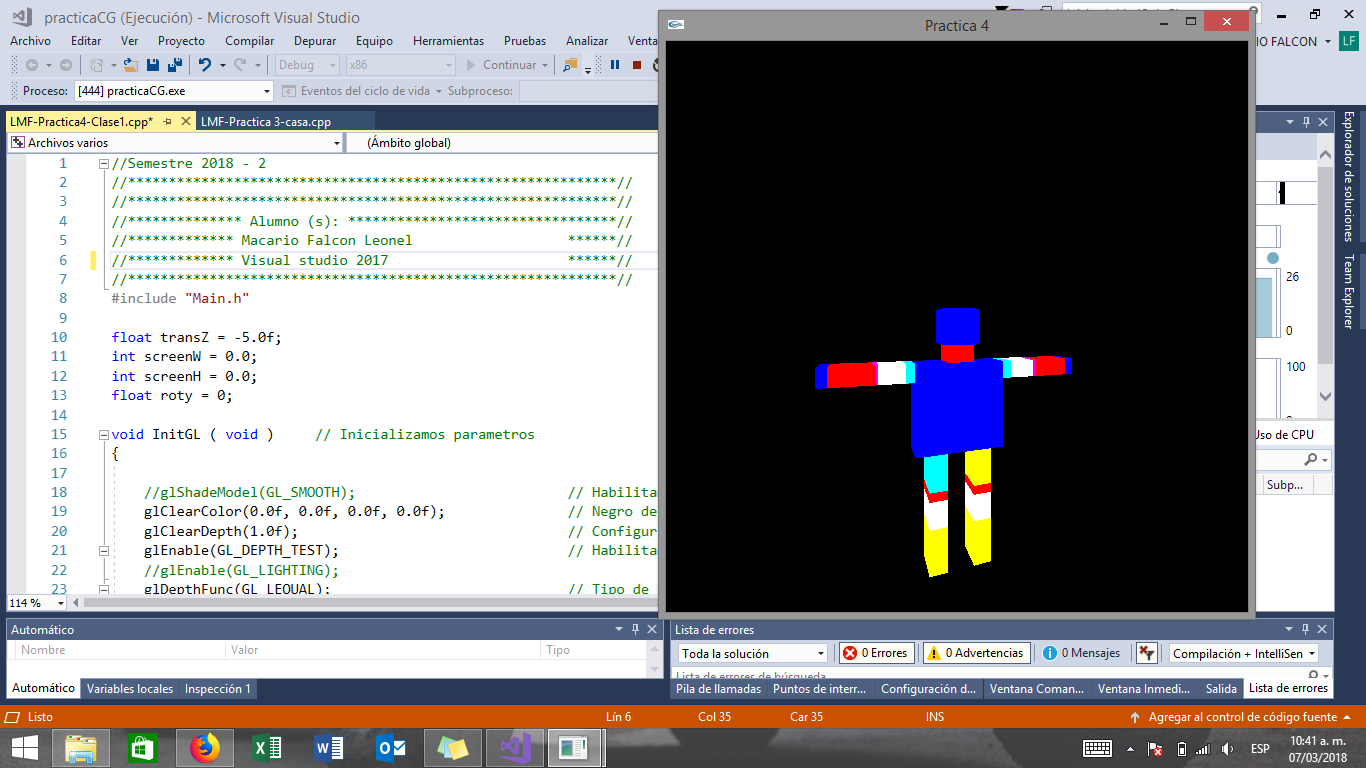 practicaCG (Ejecución) - Microsoft Visual Studio
Archivo Editar Ver Proyecto Compilar Depurar Equipo Herramientas Pruebas Analizar Venta
IO FALCON LF
Debug x86 Continuar
Proceso: [444] practicaCG.exe Eventos del ciclo de vida Subproceso:
LMF-Practica4-Clase1.cpp* LMF-Practica 3-casa.cpp
Archivos varios (Ámbito global)
1 //Semestre 2018 - 2
2 //************************************************************//
3 //************************************************************//
4 //************** Alumno (s): *********************************//
5 //************* Macario Falcon Leonel ******//
6 //************* Visual studio 2017 ******//
7 //************************************************************//
8 #include "Main.h"
9
10 float transZ = -5.0f;
11 int screenW = 0.0;
12 int screenH = 0.0;
13 float roty = 0;
14
15 void InitGL ( void ) // Inicializamos parametros
16 {
17
18 //glShadeModel(GL_SMOOTH); // Habilita
19 glClearColor(0.0f, 0.0f, 0.0f, 0.0f); // Negro de
20 glClearDepth(1.0f); // Configur
21 glEnable(GL_DEPTH_TEST); // Habilita
22 //glEnable(GL_LIGHTING);
23 glDepthFunc(GL_LEQUAL); // Tipo de
114 %
Practica 4
26
0
100
Uso de CPU
Subp...
Explorador de soluciones
Team Explorer
Automático
Nombre Valor Tipo
Automático Variables locales Inspección 1
Lista de errores
Toda la solución 0 Errores 0 Advertencias 0 Mensajes Compilación + IntelliSen
Lista de errores de búsqueda
Pila de llamadas Puntos de interr... Configuración d... Ventana Coman... Ventana Inmedi... Salida Lista de errores
Listo Lín 6 Col 35 Car 35 INS Agregar al control de código fuente
ESP
10:41 a. m.
07/03/2018